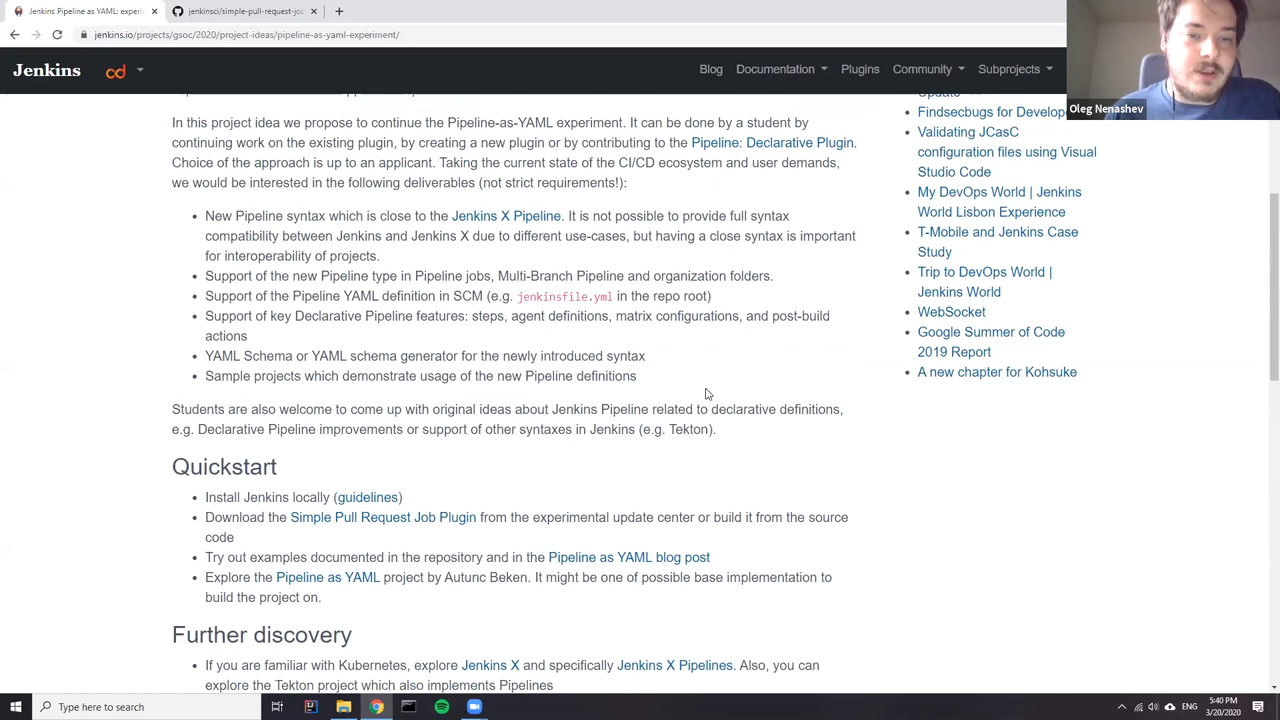 Jenkins Pipeline as YAML: experi
jenkinsci/simple-pull-request-jo
jenkins.io/projects/gsoc/2020/project-ideas/pipeline-as-yaml-experiment/
Jenkins
cd
Blog
Documentation
Plugins
Community
Subprojects
Oleg Nenashev
In this project idea we propose to continue the Pipeline-as-YAML experiment. It can be done by a student by
continuing work on the existing plugin, by creating a new plugin or by contributing to the Pipeline: Declarative Plugin.
Choice of the approach is up to an applicant. Taking the current state of the CI/CD ecosystem and user demands,
we would be interested in the following deliverables (not strict requirements!):
• New Pipeline syntax which is close to the Jenkins X Pipeline. It is not possible to provide full syntax
compatibility between Jenkins and Jenkins X due to different use-cases, but having a close syntax is important
for interoperability of projects.
• Support of the new Pipeline type in Pipeline jobs, Multi-Branch Pipeline and organization folders.
• Support of the Pipeline YAML definition in SCM (e.g. jenkinsfile.yml in the repo root)
• Support of key Declarative Pipeline features: steps, agent definitions, matrix configurations, and post-build
actions
• YAML Schema or YAML schema generator for the newly introduced syntax
• Sample projects which demonstrate usage of the new Pipeline definitions
Students are also welcome to come up with original ideas about Jenkins Pipeline related to declarative definitions,
e.g. Declarative Pipeline improvements or support of other syntaxes in Jenkins (e.g. Tekton).
Quickstart
• Install Jenkins locally (guidelines)
• Download the Simple Pull Request Job Plugin from the experimental update center or build it from the source
code
• Try out examples documented in the repository and in the Pipeline as YAML blog post
• Explore the Pipeline as YAML project by Autunc Beken. It might be one of possible base implementation to
build the project on.
Further discovery
• If you are familiar with Kubernetes, explore Jenkins X and specifically Jenkins X Pipelines. Also, you can
explore the Tekton project which also implements Pipelines
Update
• Findsecbugs for Develop
• Validating JCasC
configuration files using Visual
Studio Code
• My DevOps World | Jenkins
World Lisbon Experience
• T-Mobile and Jenkins Case
Study
• Trip to DevOps World |
Jenkins World
• WebSocket
• Google Summer of Code
2019 Report
• A new chapter for Kohsuke
Type here to search
ENG
5:40 PM
3/20/2020